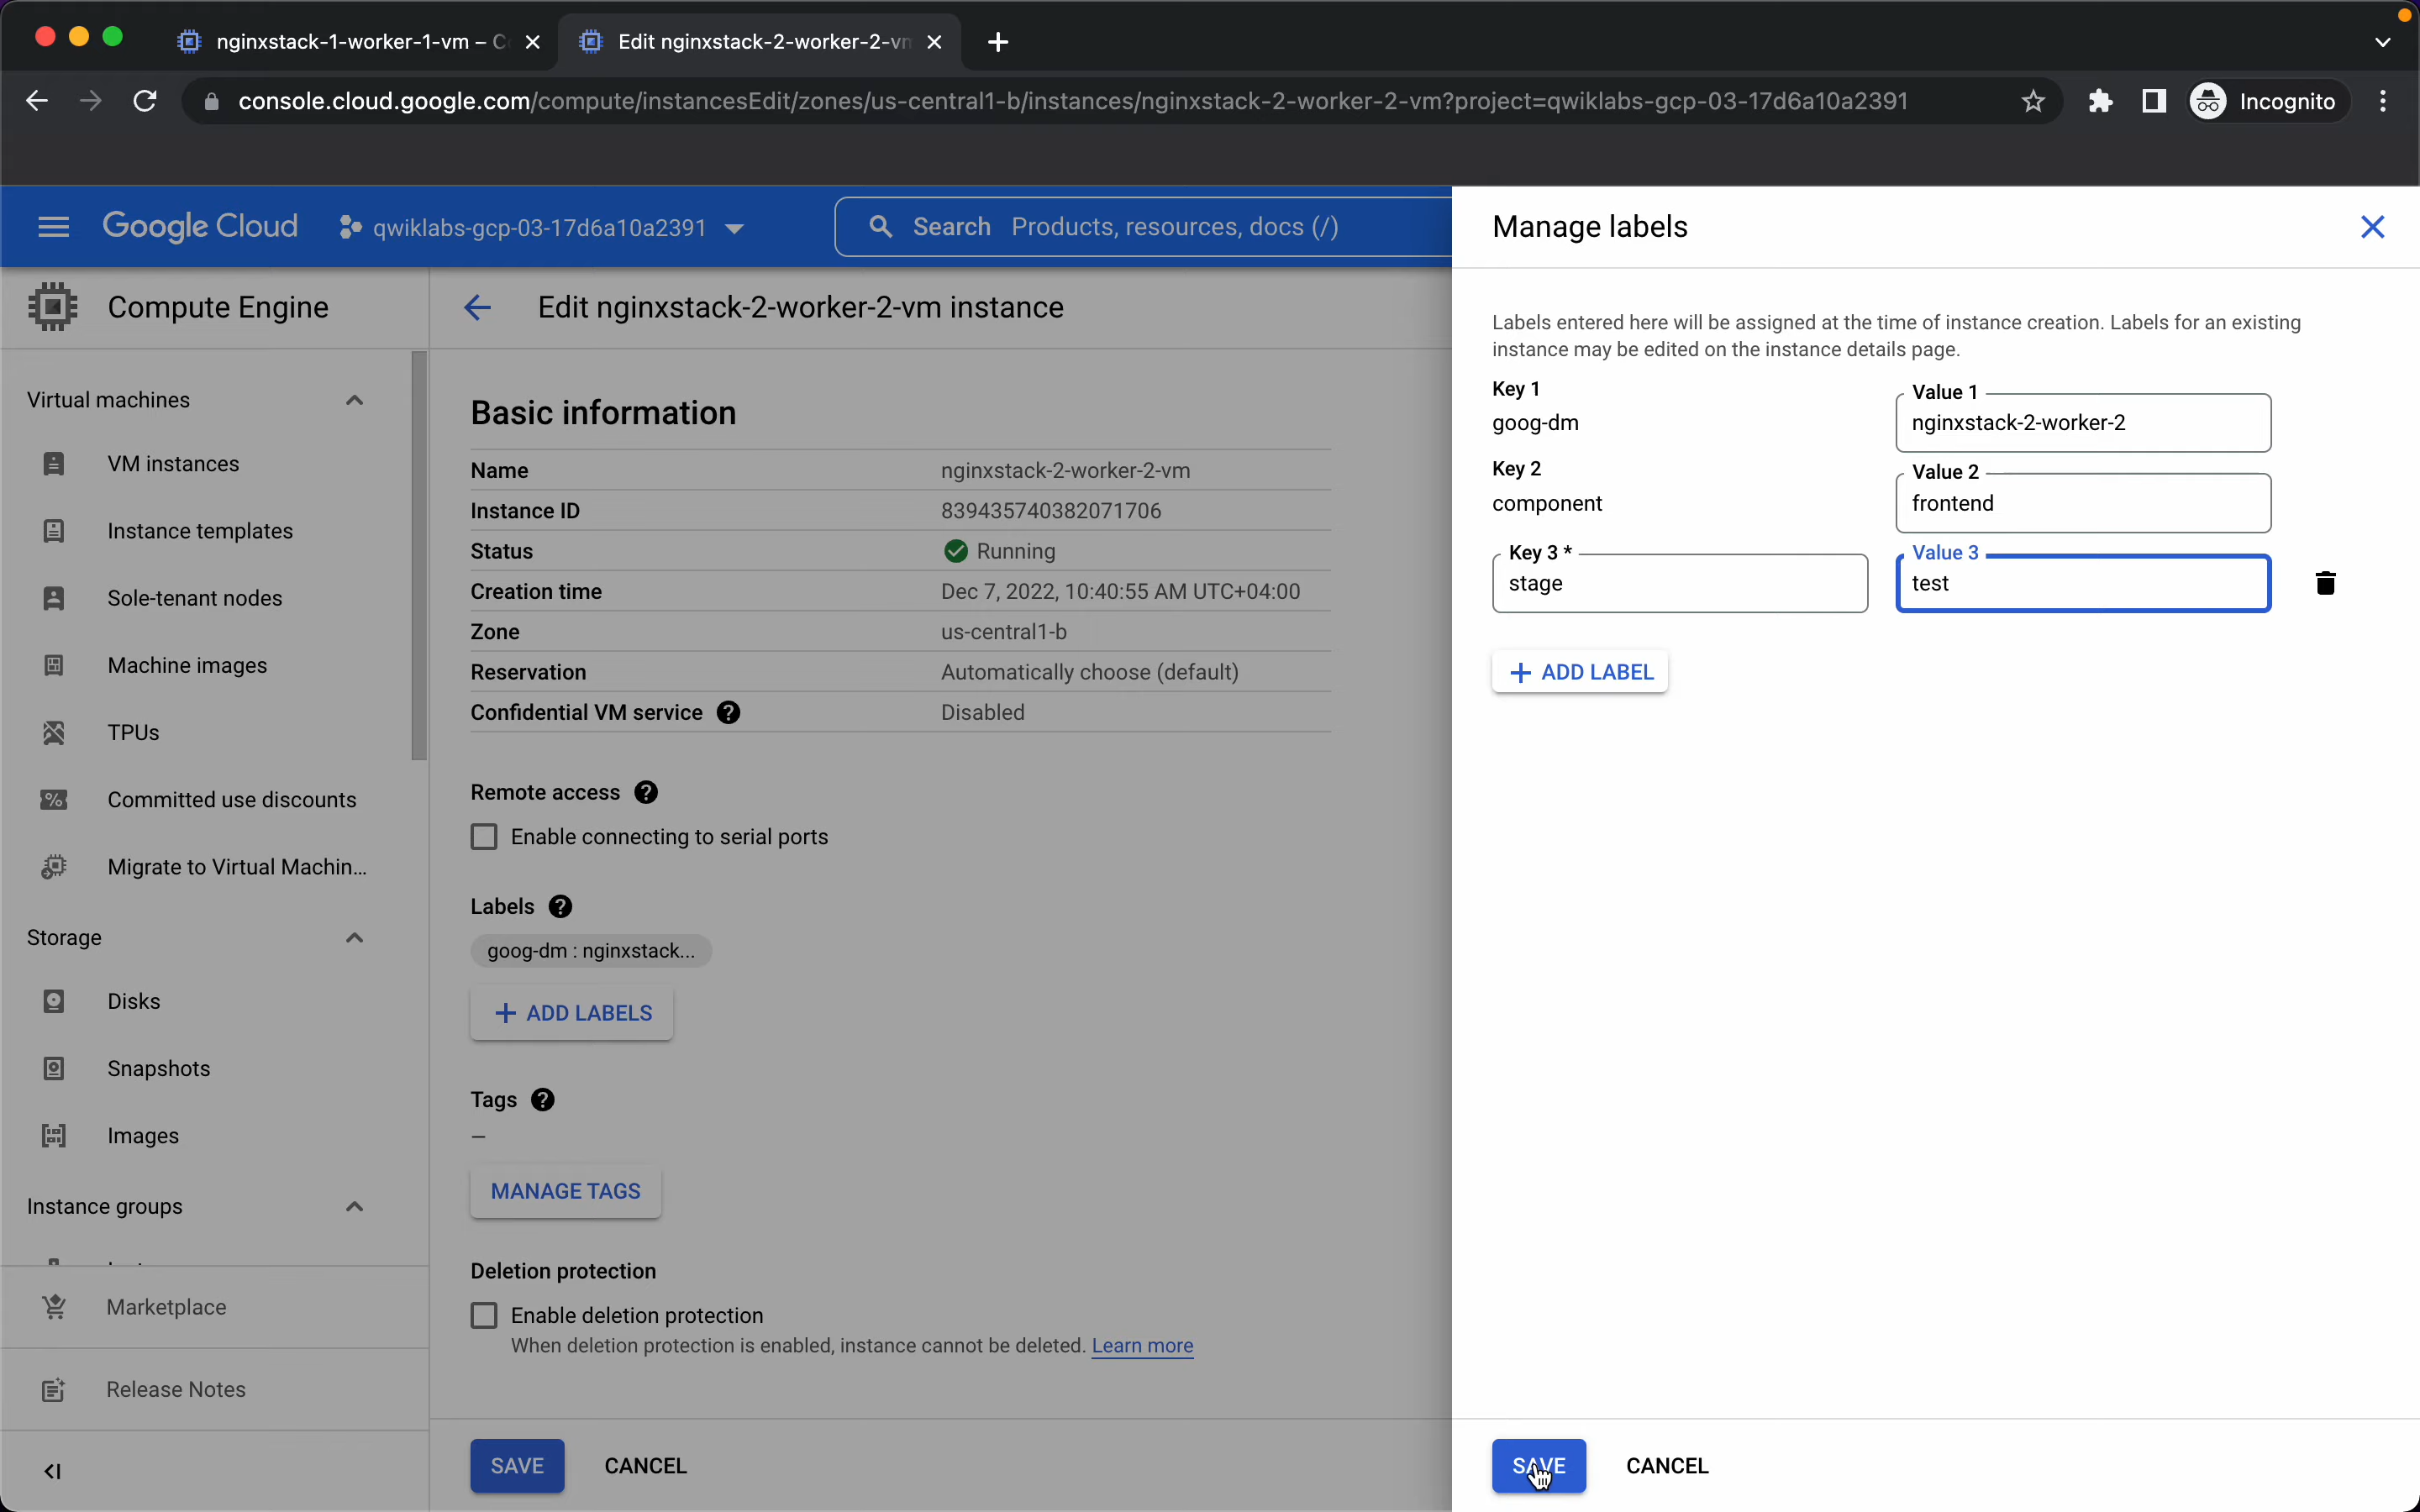 nginxstack-1-worker-1-vm – C
Edit nginxstack-2-worker-2-vm
console.cloud.google.com/compute/instancesEdit/zones/us-central1-b/instances/nginxstack-2-worker-2-vm?project=qwiklabs-gcp-03-17d6a10a2391
Incognito
Google Cloud
qwiklabs-gcp-03-17d6a10a2391
Search Products, resources, docs (/)
Compute Engine
Virtual machines
VM instances
Instance templates
Sole-tenant nodes
Machine images
TPUs
Committed use discounts
Migrate to Virtual Machin...
Storage
Disks
Snapshots
Images
Instance groups
Marketplace
Release Notes
Edit nginxstack-2-worker-2-vm instance
Basic information
Name nginxstack-2-worker-2-vm
Instance ID 839435740382071706
Status Running
Creation time Dec 7, 2022, 10:40:55 AM UTC+04:00
Zone us-central1-b
Reservation Automatically choose (default)
Confidential VM service Disabled
Remote access
Enable connecting to serial ports
Labels
goog-dm : nginxstack...
+ ADD LABELS
Tags
–
MANAGE TAGS
Deletion protection
Enable deletion protection
When deletion protection is enabled, instance cannot be deleted. Learn more
SAVE CANCEL
Manage labels
Labels entered here will be assigned at the time of instance creation. Labels for an existing
instance may be edited on the instance details page.
Key 1 Value 1
goog-dm nginxstack-2-worker-2
Key 2 Value 2
component frontend
Key 3 * Value 3
stage test
+ ADD LABEL
SAVE CANCEL